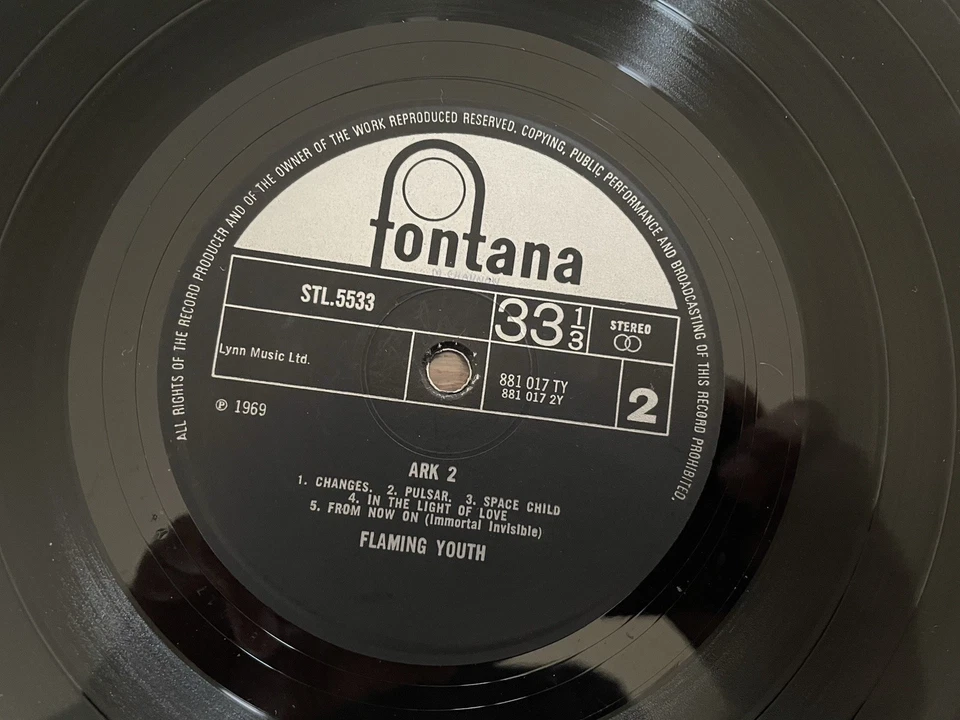 ALL RIGHTS OF THE RECORD PRODUCER AND OF THE OWNER OF THE WORK REPRODUCED RESERVED. COPYING, PUBLIC PERFORMANCE AND BROADCASTING OF THIS RECORD PROHIBITED.
fontana
STL.5533
33 1/3
STEREO
Lynn Music Ltd.
881 017 TY
881 017 2Y
2
℗ 1969
ARK 2
1. CHANGES. 2. PULSAR. 3. SPACE CHILD
4. IN THE LIGHT OF LOVE
5. FROM NOW ON (Immortal Invisible)
FLAMING YOUTH